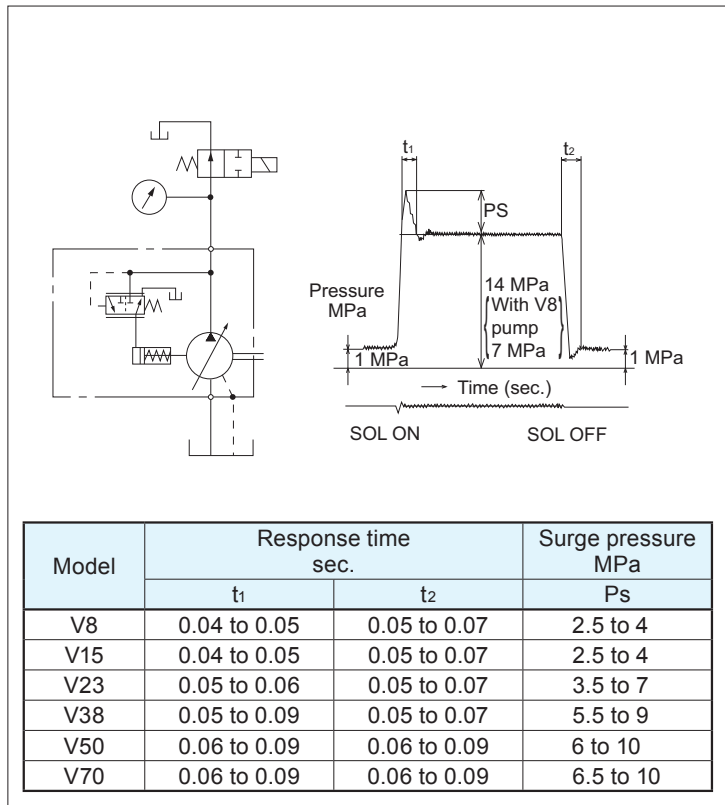 t1
t2
PS
Pressure
MPa
14 MPa
With V8
pump
7 MPa
1 MPa
1 MPa
Time (sec.)
SOL ON
SOL OFF
Model
Response time
sec.
Surge pressure
MPa
t1 t2 Ps
V8 0.04 to 0.05 0.05 to 0.07 2.5 to 4
V15 0.04 to 0.05 0.05 to 0.07 2.5 to 4
V23 0.05 to 0.06 0.05 to 0.07 3.5 to 7
V38 0.05 to 0.09 0.05 to 0.07 5.5 to 9
V50 0.06 to 0.09 0.06 to 0.09 6 to 10
V70 0.06 to 0.09 0.06 to 0.09 6.5 to 10